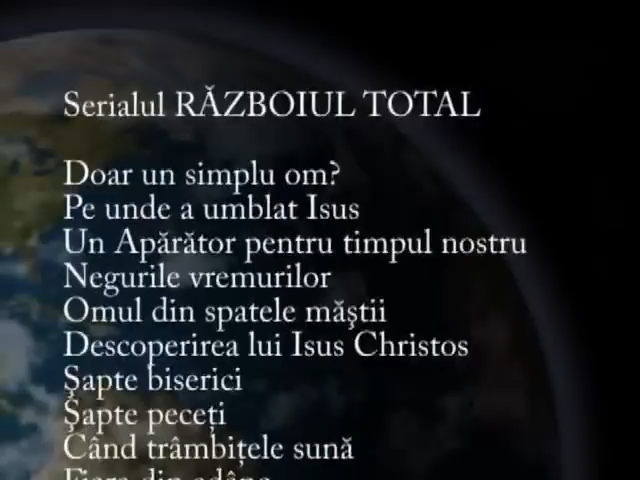 Serialul RĂZBOIUL TOTAL
Doar un simplu om?
Pe unde a umblat Isus
Un Apărător pentru timpul nostru
Negurile vremurilor
Omul din spatele măştii
Descoperirea lui Isus Christos
Şapte biserici
Şapte peceţi
Când trâmbiţele sună